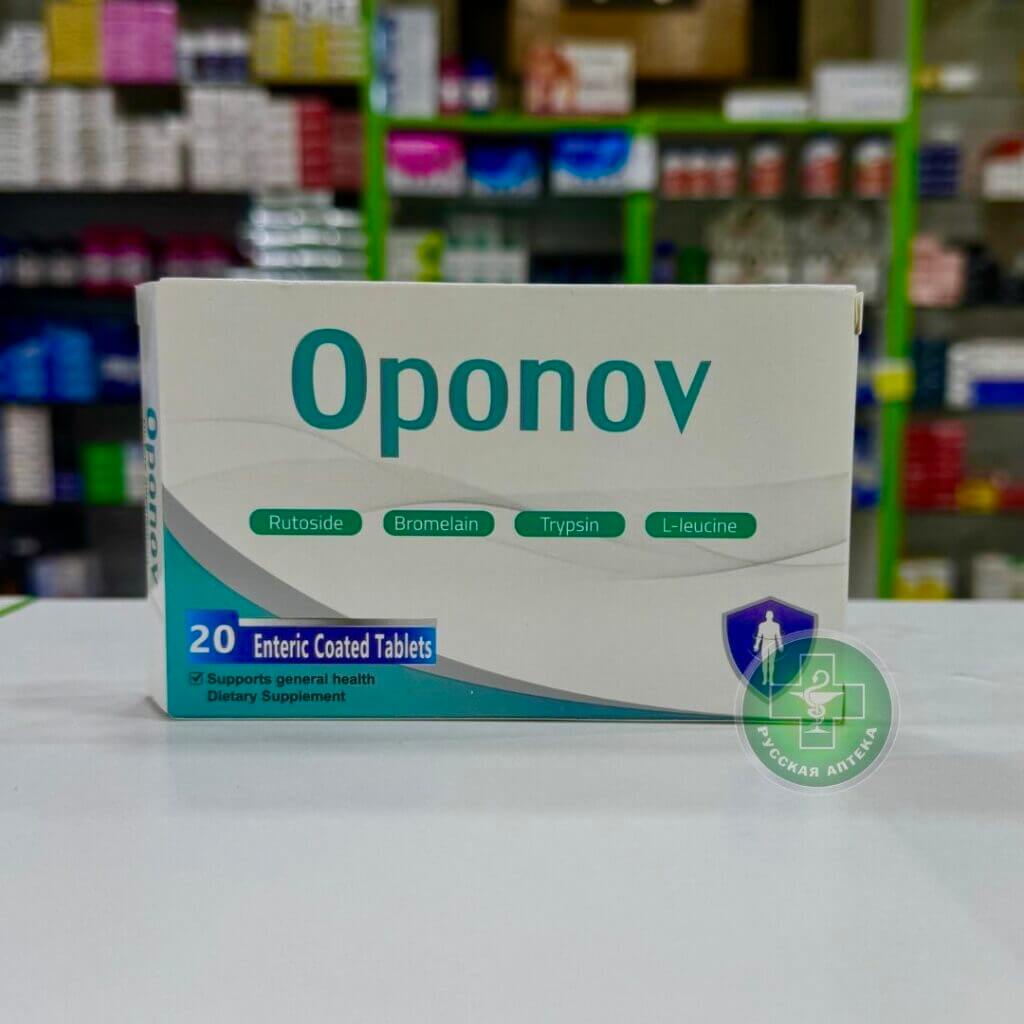 Oponov
Oponov
Rutoside Bromelain Trypsin L-leucine
20 Enteric Coated Tablets
Supports general health
Dietary Supplement
РУССКАЯ АПТЕКА